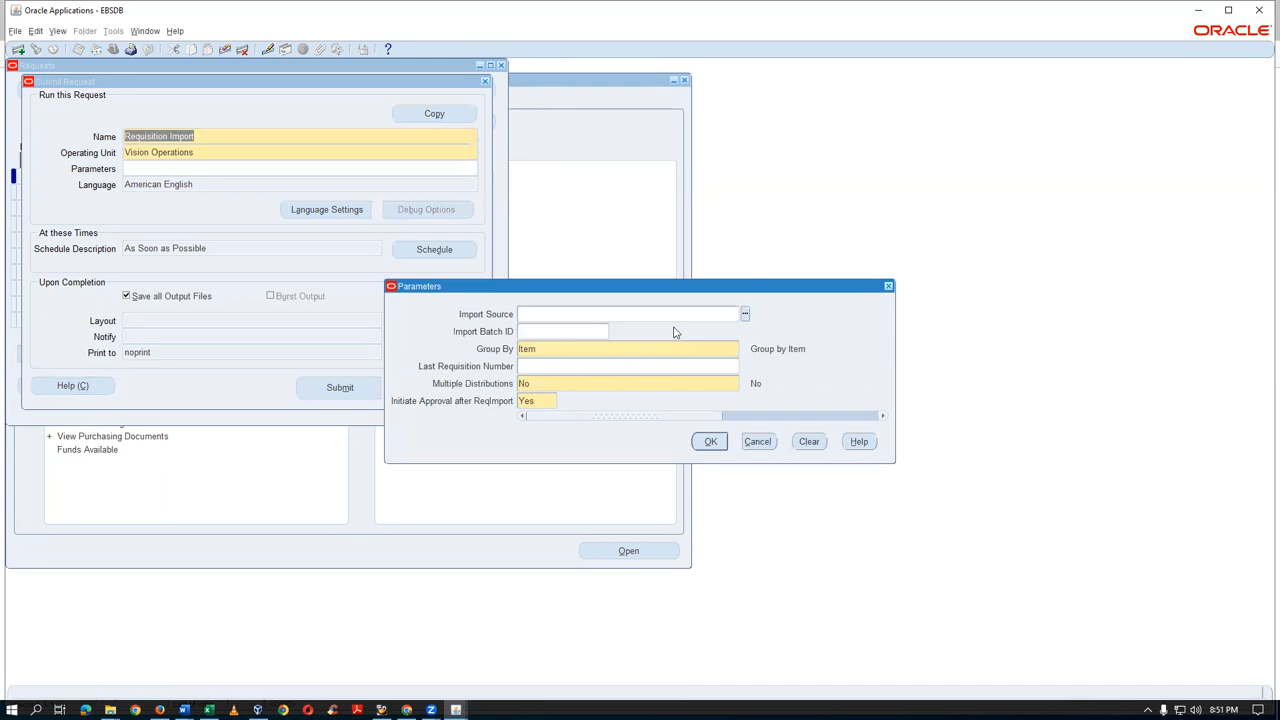 Oracle Applications - EBSDB
File Edit View Folder Tools Window Help
ORACLE
Requests
Submit Request
Run this Request
Copy
Name Requisition Import
Operating Unit Vision Operations
Parameters
Language American English
Language Settings Debug Options
At these Times
Schedule Description As Soon as Possible Schedule
Upon Completion
Save all Output Files Burst Output
Layout
Notify
Print to noprint
Help (C) Submit
Parameters
Import Source
Import Batch ID
Group By Item Group by Item
Last Requisition Number
Multiple Distributions No No
Initiate Approval after ReqImport Yes
OK Cancel Clear Help
+ View Purchasing Documents
Funds Available
Open
8:51 PM